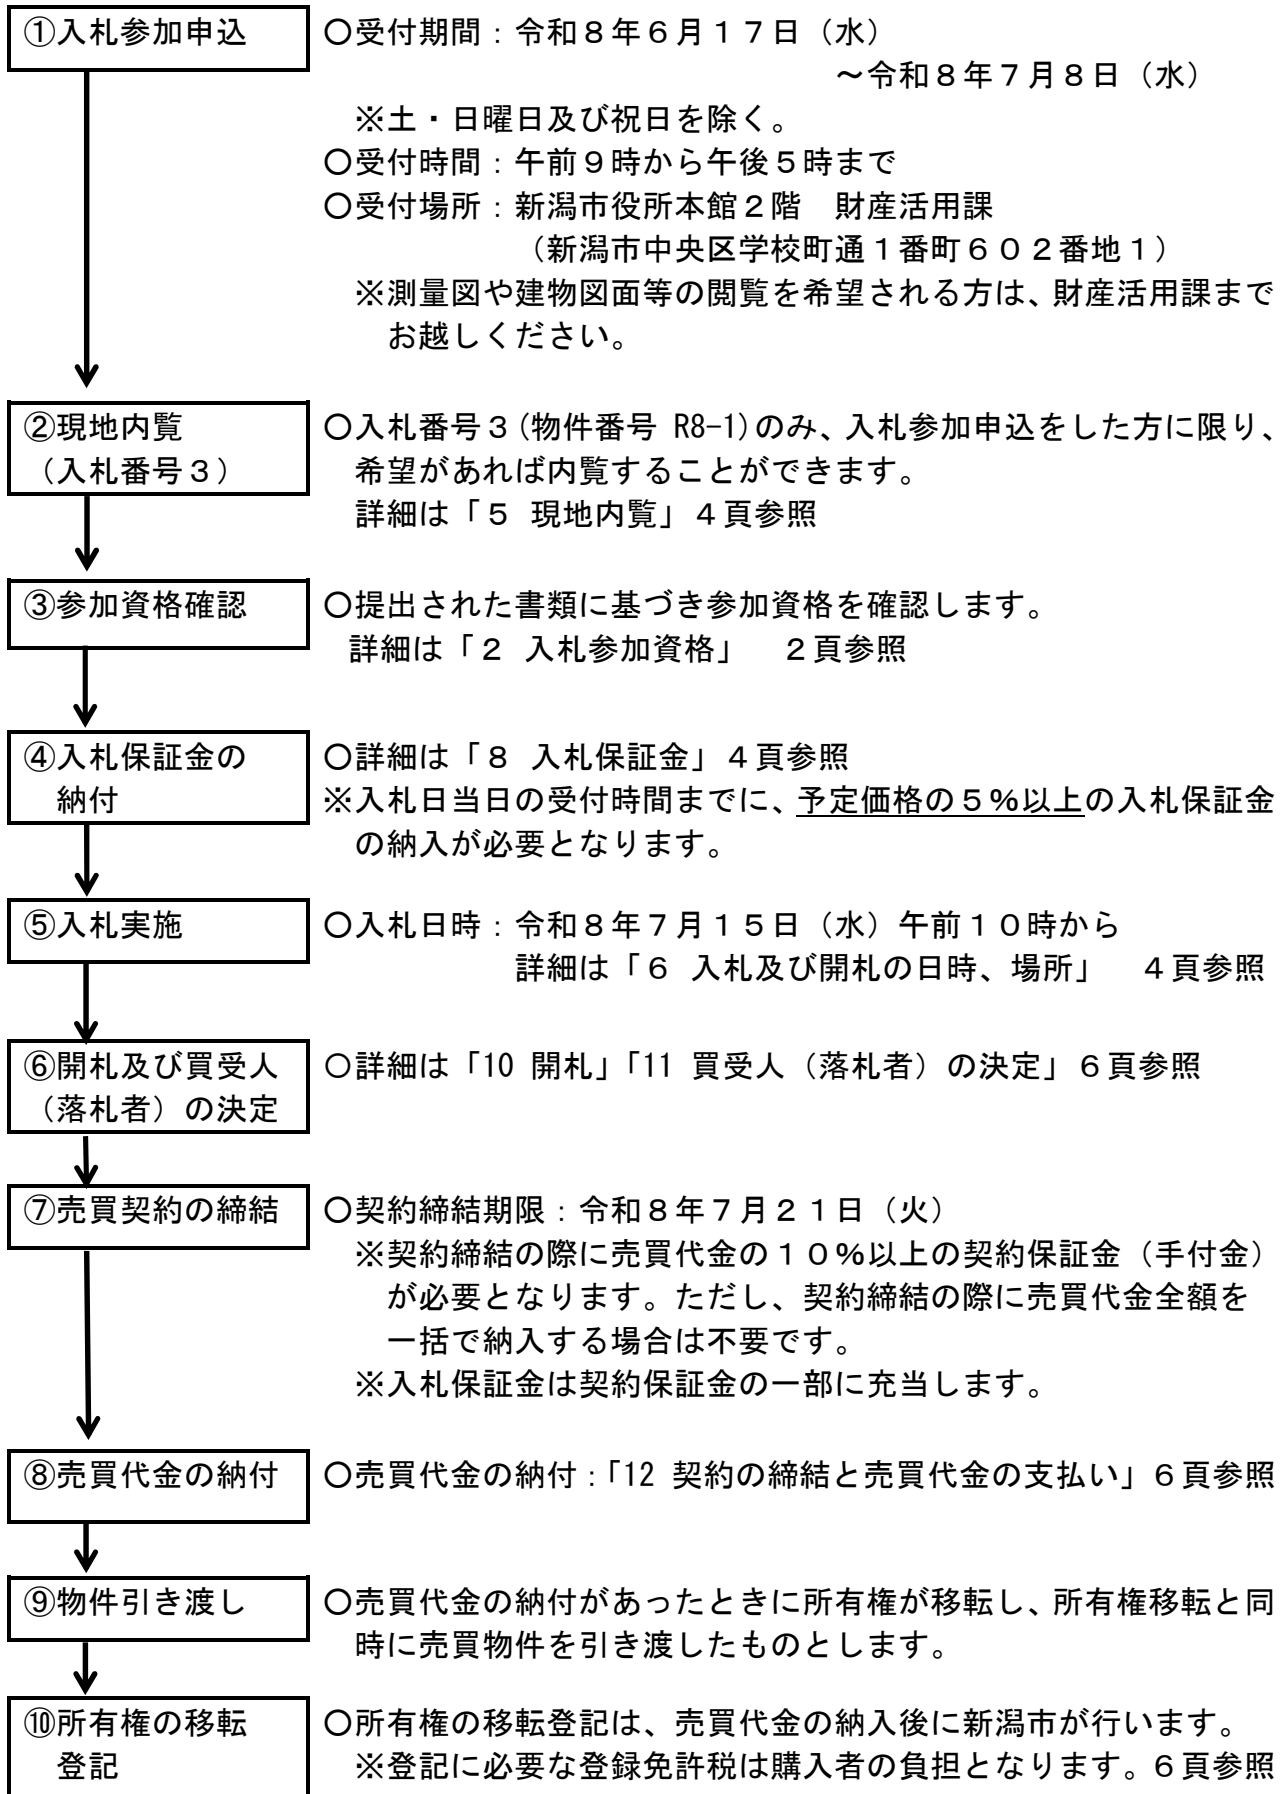 ①入札参加申込
〇受付期間：令和８年６月１７日（水）
～令和８年７月８日（水）
※土・日曜日及び祝日を除く。
〇受付時間：午前９時から午後５時まで
〇受付場所：新潟市役所本館２階　財産活用課
（新潟市中央区学校町通１番町６０２番地１）
※測量図や建物図面等の閲覧を希望される方は、財産活用課まで
お越しください。
②現地内覧
（入札番号３）
〇入札番号３(物件番号 R8-1)のみ、入札参加申込をした方に限り、
希望があれば内覧することができます。
詳細は「５ 現地内覧」４頁参照
③参加資格確認
〇提出された書類に基づき参加資格を確認します。
詳細は「２ 入札参加資格」　２頁参照
④入札保証金の
納付
〇詳細は「８ 入札保証金」４頁参照
※入札日当日の受付時間までに、予定価格の５％以上の入札保証金
の納入が必要となります。
⑤入札実施
〇入札日時：令和８年７月１５日（水）午前１０時から
詳細は「６ 入札及び開札の日時、場所」　４頁参照
⑥開札及び買受人
（落札者）の決定
〇詳細は「10 開札」「11 買受人（落札者）の決定」６頁参照
⑦売買契約の締結
〇契約締結期限：令和８年７月２１日（火）
※契約締結の際に売買代金の１０％以上の契約保証金（手付金）
が必要となります。ただし、契約締結の際に売買代金全額を
一括で納入する場合は不要です。
※入札保証金は契約保証金の一部に充当します。
⑧売買代金の納付
〇売買代金の納付：「12 契約の締結と売買代金の支払い」６頁参照
⑨物件引き渡し
〇売買代金の納付があったときに所有権が移転し、所有権移転と同
時に売買物件を引き渡したものとします。
⑩所有権の移転
登記
〇所有権の移転登記は、売買代金の納入後に新潟市が行います。
※登記に必要な登録免許税は購入者の負担となります。６頁参照